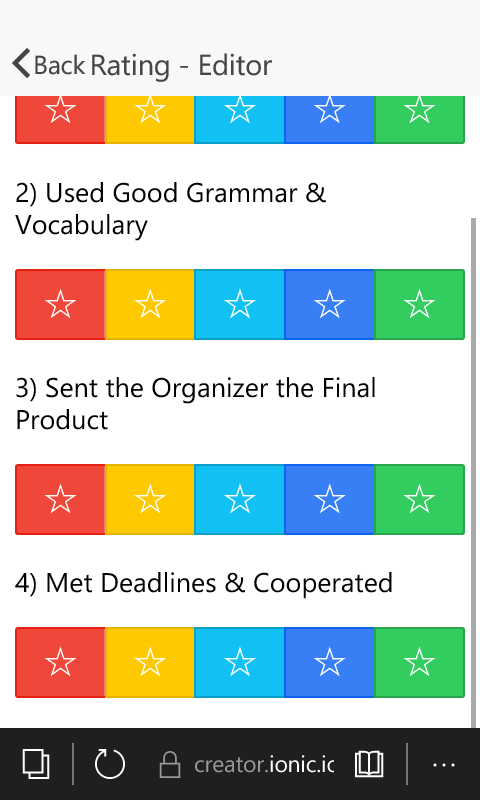 Back Rating - Editor
2) Used Good Grammar &
Vocabulary
3) Sent the Organizer the Final
Product
4) Met Deadlines & Cooperated
creator.ionic.ic